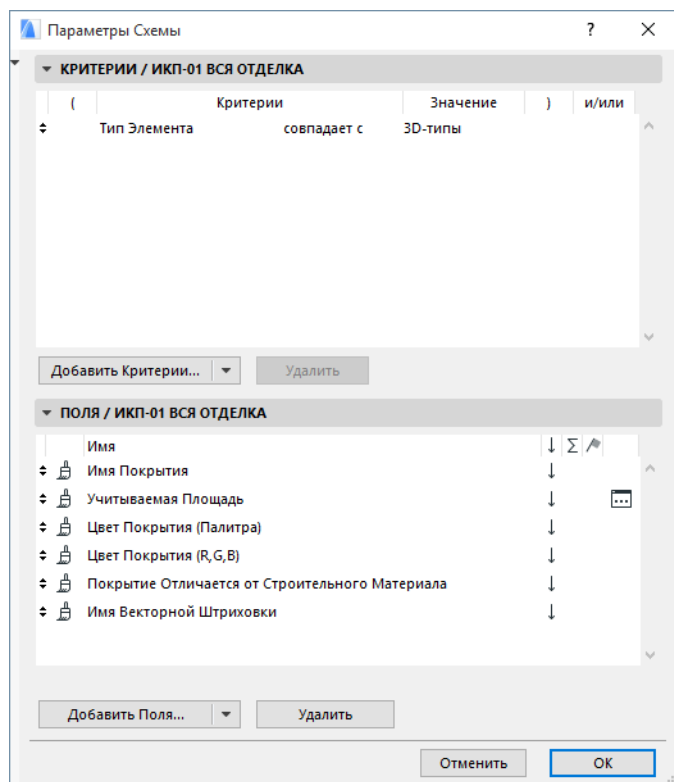 Параметры Схемы ?
КРИТЕРИИ / ИКП-01 ВСЯ ОТДЕЛКА
( Критерии Значение ) и/или
Тип Элемента совпадает с 3D-типы
Добавить Критерии... Удалить
ПОЛЯ / ИКП-01 ВСЯ ОТДЕЛКА
Имя ↓ Σ
Имя Покрытия ↓
Учитываемая Площадь ↓
Цвет Покрытия (Палитра) ↓
Цвет Покрытия (R,G,B) ↓
Покрытие Отличается от Строительного Материала ↓
Имя Векторной Штриховки ↓
Добавить Поля... Удалить
Отменить OK